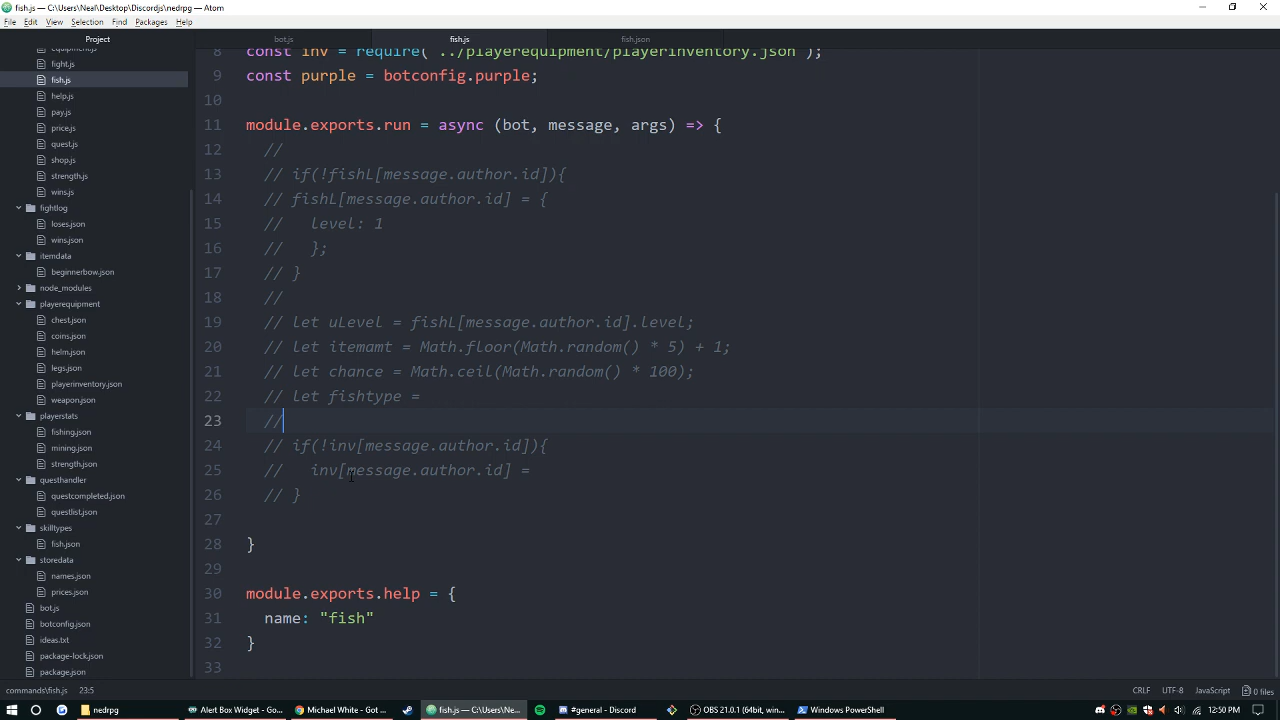 fish.js — C:\Users\Neal\Desktop\Discordjs\nedrpg — Atom
File Edit View Selection Find Packages Help
Project
bot.js
fish.js
fish.json
equipment.js
fight.js
fish.js
help.js
pay.js
price.js
quest.js
shop.js
strength.js
wins.js
fightlog
loses.json
wins.json
itemdata
beginnerbow.json
node_modules
playerequipment
chest.json
coins.json
helm.json
legs.json
playerinventory.json
weapon.json
playerstats
fishing.json
mining.json
strength.json
questhandler
questcompleted.json
questlist.json
skilltypes
fish.json
storedata
names.json
prices.json
bot.js
botconfig.json
ideas.txt
package-lock.json
package.json
8 const inv = require("../playerequipment/playerinventory.json");
9 const purple = botconfig.purple;
10
11 module.exports.run = async (bot, message, args) => {
12 //
13 // if(!fishL[message.author.id]){
14 // fishL[message.author.id] = {
15 //   level: 1
16 //   };
17 // }
18 //
19 // let uLevel = fishL[message.author.id].level;
20 // let itemamt = Math.floor(Math.random() * 5) + 1;
21 // let chance = Math.ceil(Math.random() * 100);
22 // let fishtype =
23 //
24 // if(!inv[message.author.id]){
25 //   inv[message.author.id] =
26 // }
27
28 }
29
30 module.exports.help = {
31 name: "fish"
32 }
33
commands\fish.js 23:5
CRLF UTF-8 JavaScript 0 files
nedrpg
Alert Box Widget - Go...
Michael White - Got ...
fish.js — C:\Users\Ne...
#general - Discord
OBS 21.0.1 (64bit, win...
Windows PowerShell
12:50 PM